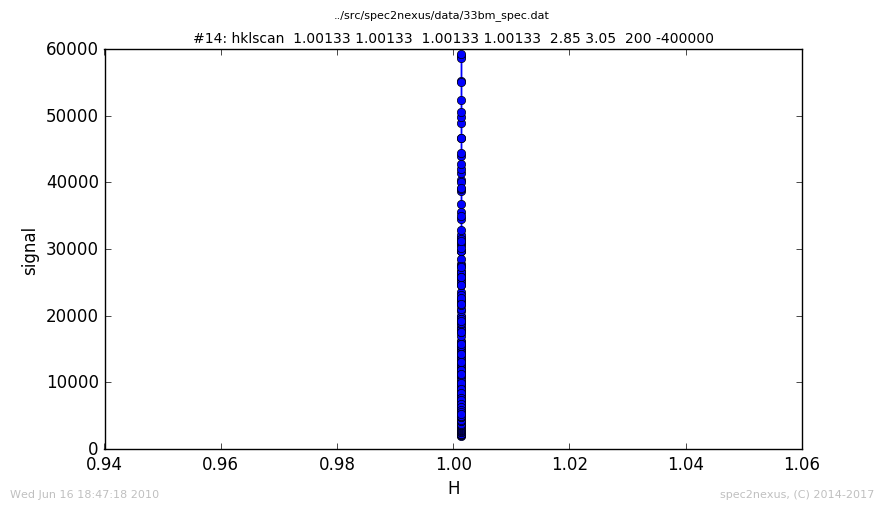 ../src/spec2nexus/data/33bm_spec.dat
#14: hklscan  1.00133 1.00133  1.00133 1.00133  2.85 3.05  200 -400000
60000
50000
40000
30000
20000
10000
0
signal
0.94 0.96 0.98 1.00 1.02 1.04 1.06
H
Wed Jun 16 18:47:18 2010
spec2nexus, (C) 2014-2017